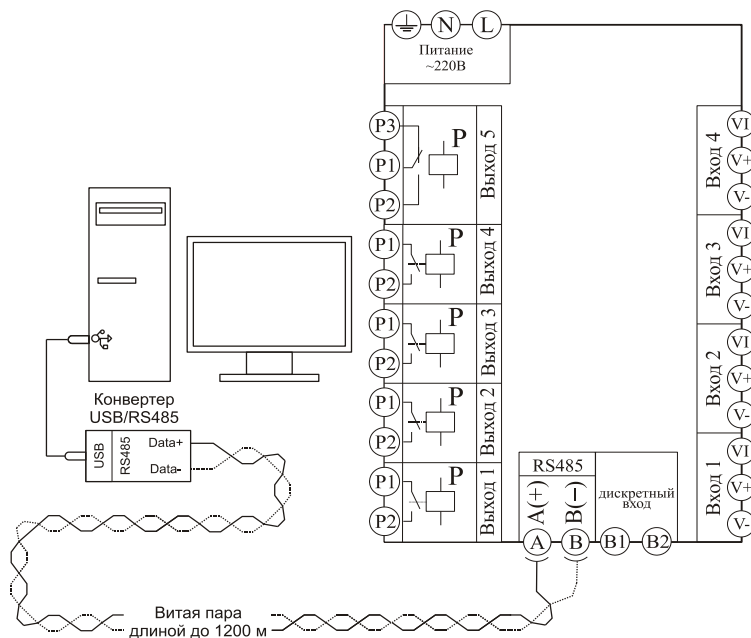 N
L
Питание
~220В
P3
P1
P2
P
Выход 5
P1
P2
P
Выход 4
P1
P2
P
Выход 3
P1
P2
P
Выход 2
P1
P2
P
Выход 1
VI
V+
V-
Вход 4
VI
V+
V-
Вход 3
VI
V+
V-
Вход 2
VI
V+
V-
Вход 1
Конвертер
USB/RS485
USB
RS485
Data+
Data-
RS485
A(+)
B(−)
дискретный
вход
A
B
B1
B2
Витая пара
длиной до 1200 м